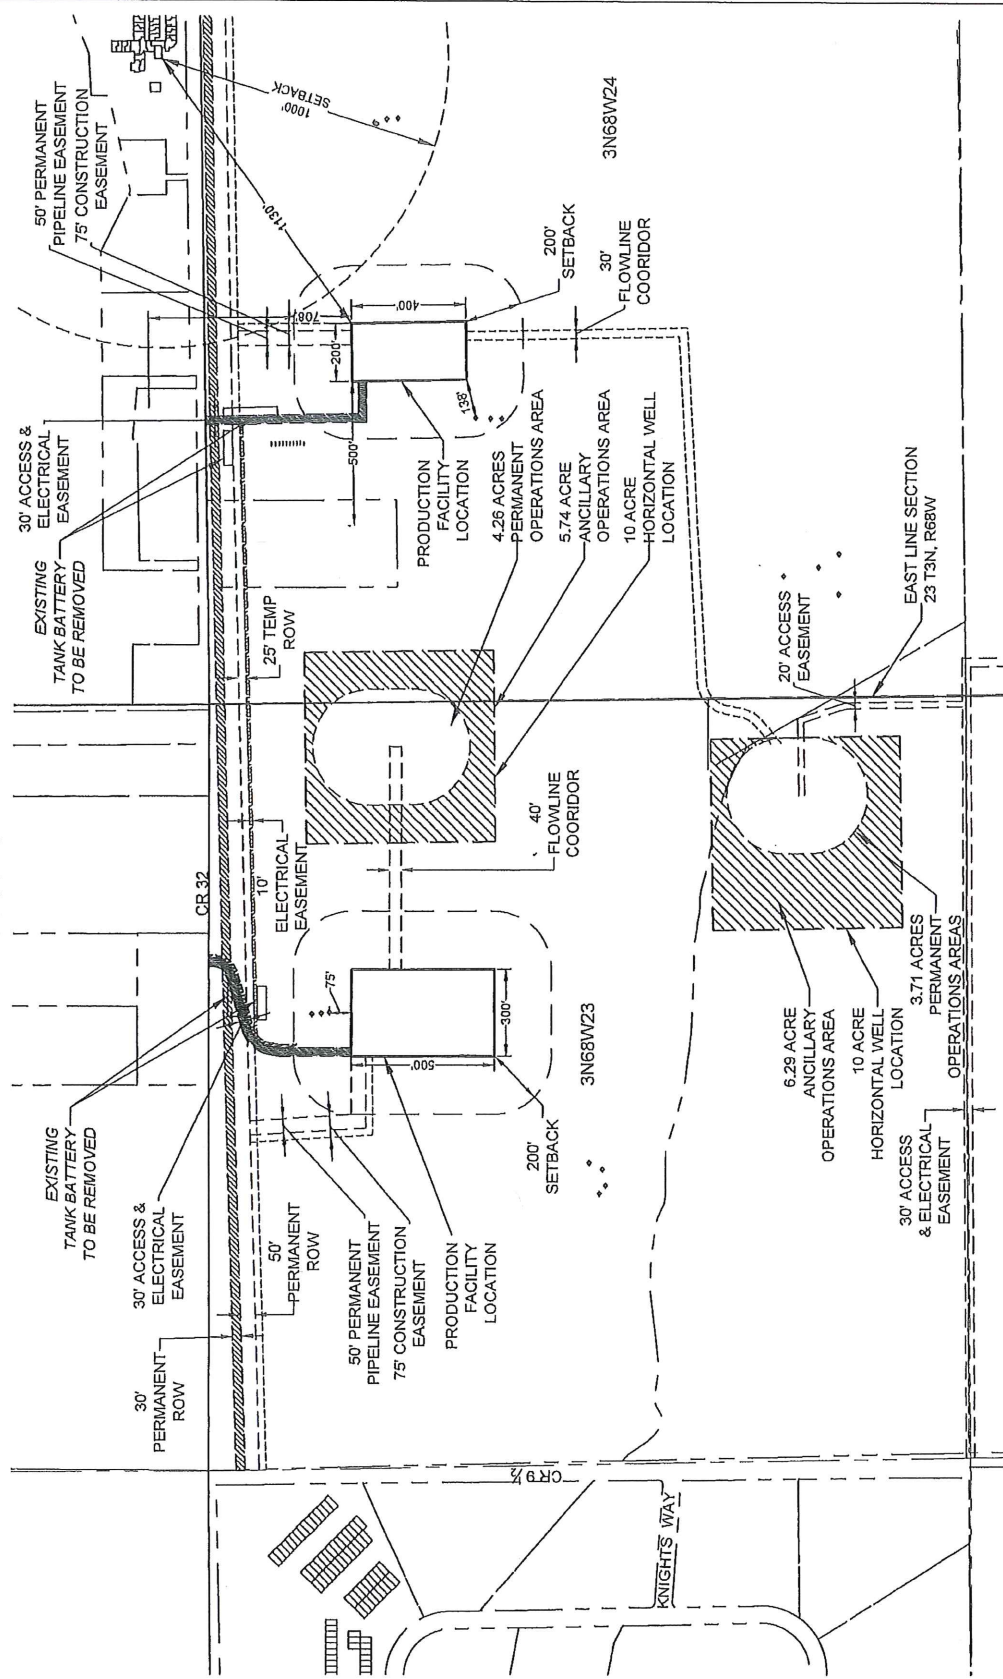 50' PERMANENT
PIPELINE EASEMENT
75' CONSTRUCTION
EASEMENT
1000'
SETBACK
1130'
3N68W24
708'
200'
400'
200'
SETBACK
30'
FLOWLINE
COORIDOR
138'
500'
30' ACCESS &
ELECTRICAL
EASEMENT
EXISTING
TANK BATTERY
TO BE REMOVED
PRODUCTION
FACILITY
LOCATION
25' TEMP
ROW
4.26 ACRES
PERMANENT
OPERATIONS AREA
5.74 ACRE
ANCILLARY
OPERATIONS AREA
10 ACRE
HORIZONTAL WELL
LOCATION
20' ACCESS
EASEMENT
EAST LINE SECTION
23 T3N, R68W
CR 32
10'
ELECTRICAL
EASEMENT
40'
FLOWLINE
COORIDOR
75'
300'
500'
3N68W23
200'
SETBACK
EXISTING
TANK BATTERY
TO BE REMOVED
30' ACCESS &
ELECTRICAL
EASEMENT
50'
PERMANENT
ROW
30'
PERMANENT
ROW
50' PERMANENT
PIPELINE EASEMENT
75' CONSTRUCTION
EASEMENT
PRODUCTION
FACILITY
LOCATION
6.29 ACRE
ANCILLARY
OPERATIONS AREA
10 ACRE
HORIZONTAL WELL
LOCATION
3.71 ACRES
PERMANENT
OPERATIONS AREAS
30' ACCESS
& ELECTRICAL
EASEMENT
CR 9 1/2
KNIGHTS WAY